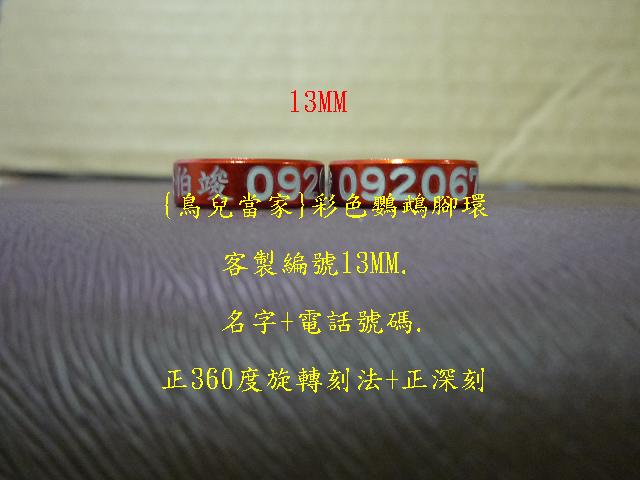 13MM
伯竣 0920 092067
{鳥兒當家}彩色鸚鵡腳環
客製編號13MM.
名字+電話號碼.
正360度旋轉刻法+正深刻